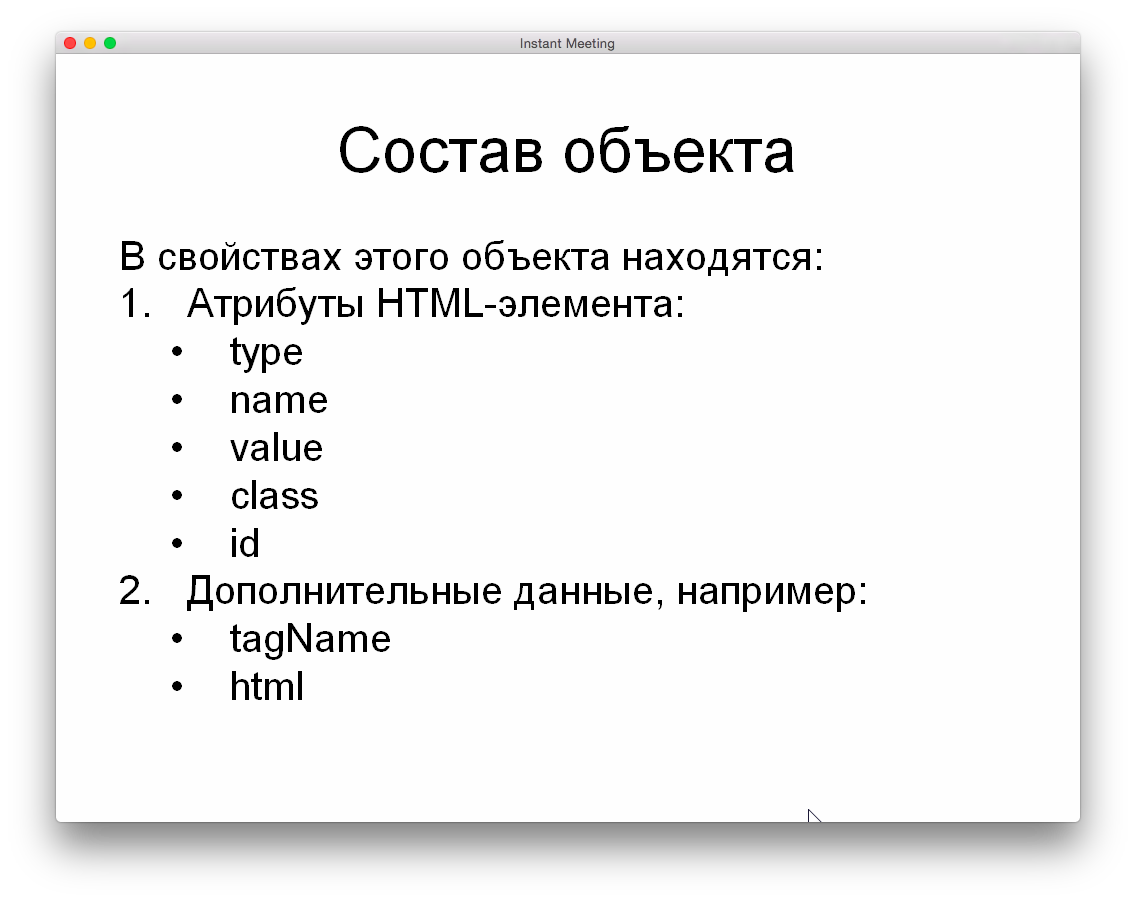 Instant Meeting
Состав объекта
В свойствах этого объекта находятся:
1. Атрибуты HTML-элемента:
• type
• name
• value
• class
• id
2. Дополнительные данные, например:
• tagName
• html